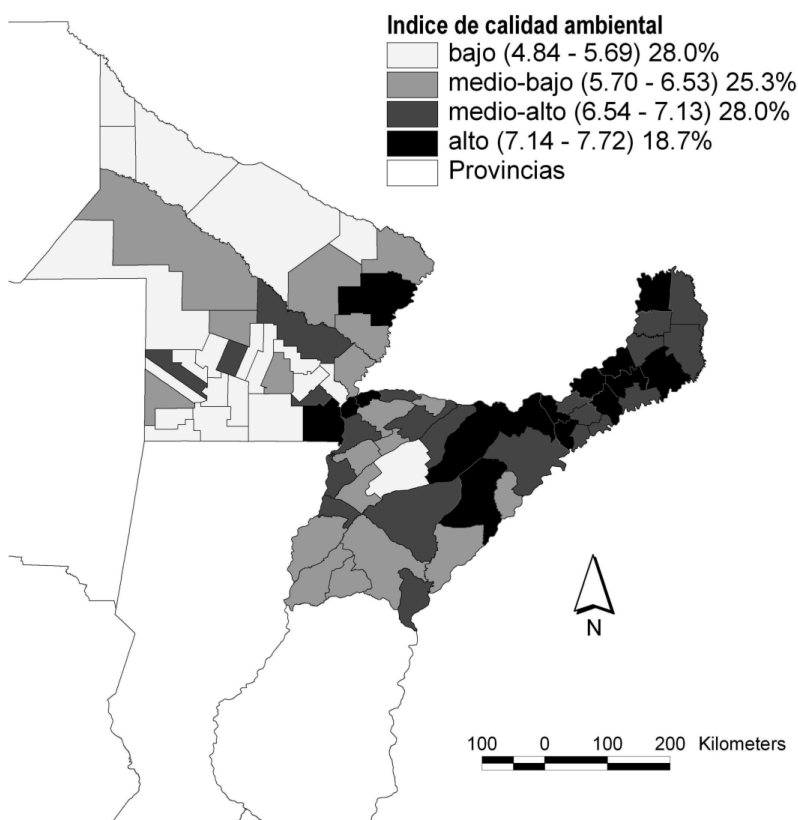 Indice de calidad ambiental
bajo (4.84 - 5.69) 28.0%
medio-bajo (5.70 - 6.53) 25.3%
medio-alto (6.54 - 7.13) 28.0%
alto (7.14 - 7.72) 18.7%
Provincias
N
100 0 100 200 Kilometers